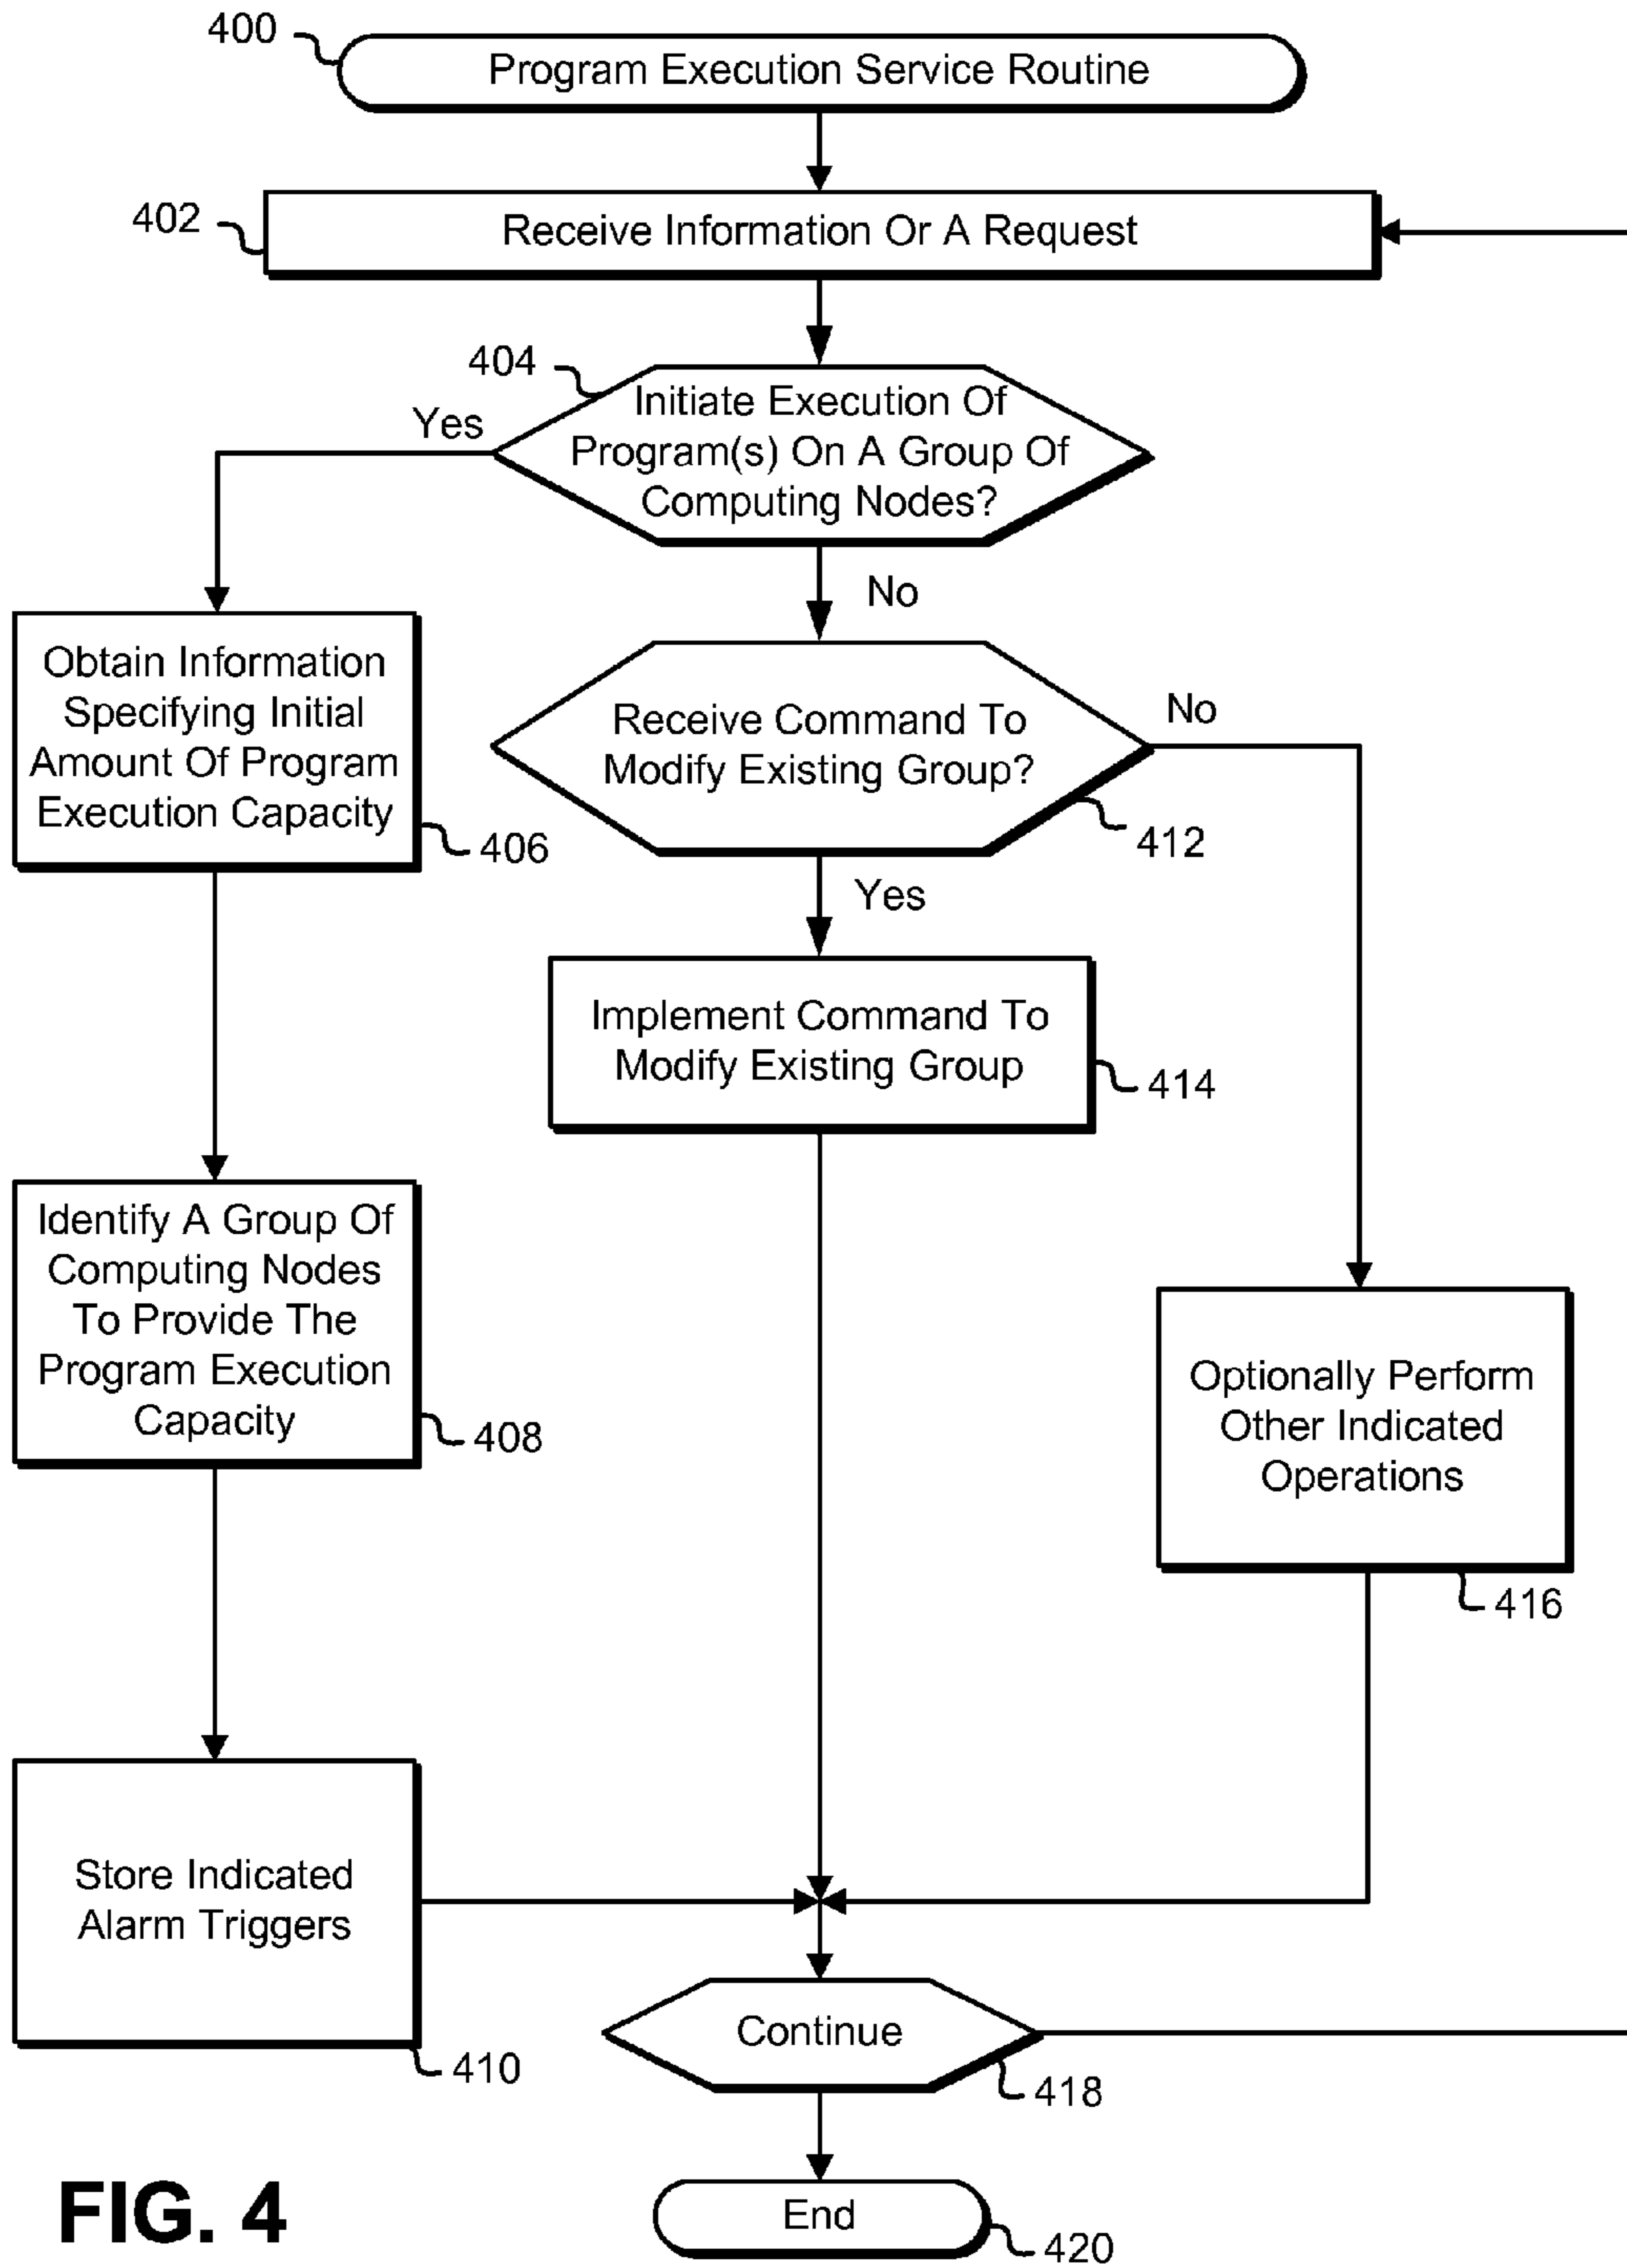 400
Program Execution Service Routine
402
Receive Information Or A Request
404
Initiate Execution Of
Program(s) On A Group Of
Computing Nodes?
Yes
No
Obtain Information
Specifying Initial
Amount Of Program
Execution Capacity
406
Receive Command To
Modify Existing Group?
No
412
Yes
Implement Command To
Modify Existing Group
414
Identify A Group Of
Computing Nodes
To Provide The
Program Execution
Capacity
408
Optionally Perform
Other Indicated
Operations
416
Store Indicated
Alarm Triggers
410
Continue
418
End
420
FIG. 4